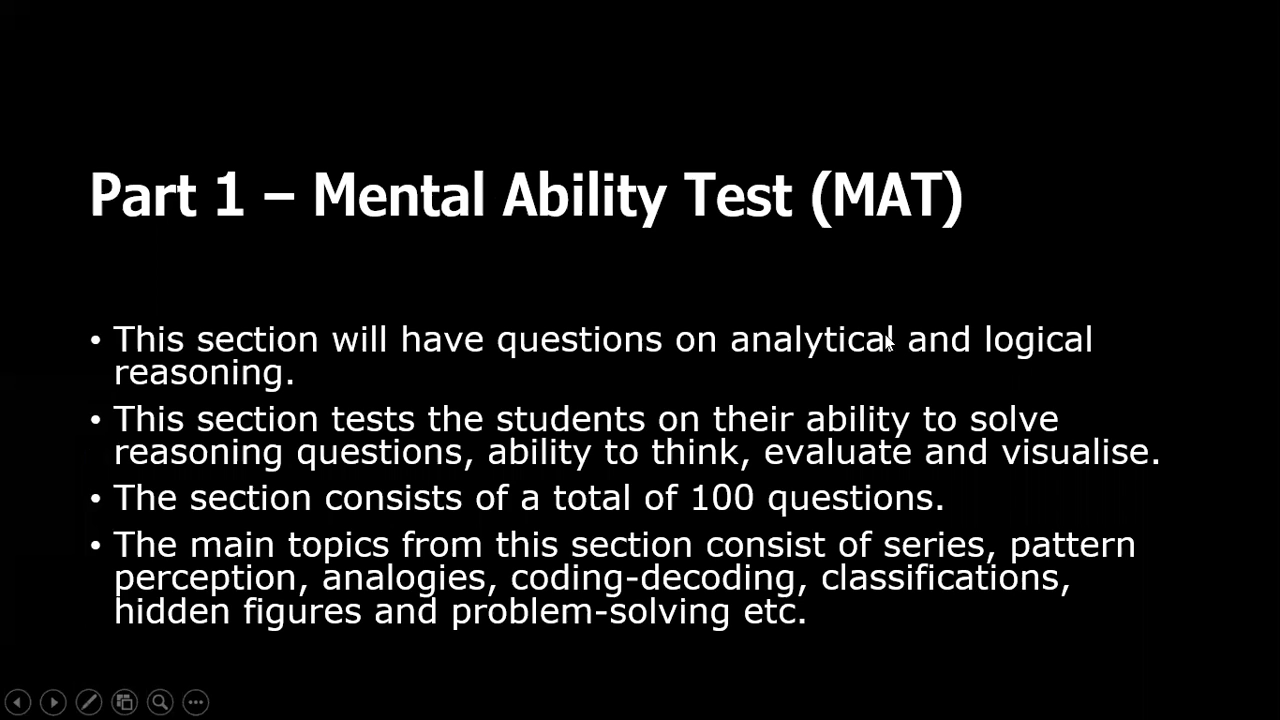 Part 1 – Mental Ability Test (MAT)
• This section will have questions on analytical and logical
reasoning.
• This section tests the students on their ability to solve
reasoning questions, ability to think, evaluate and visualise.
• The section consists of a total of 100 questions.
• The main topics from this section consist of series, pattern
perception, analogies, coding-decoding, classifications,
hidden figures and problem-solving etc.